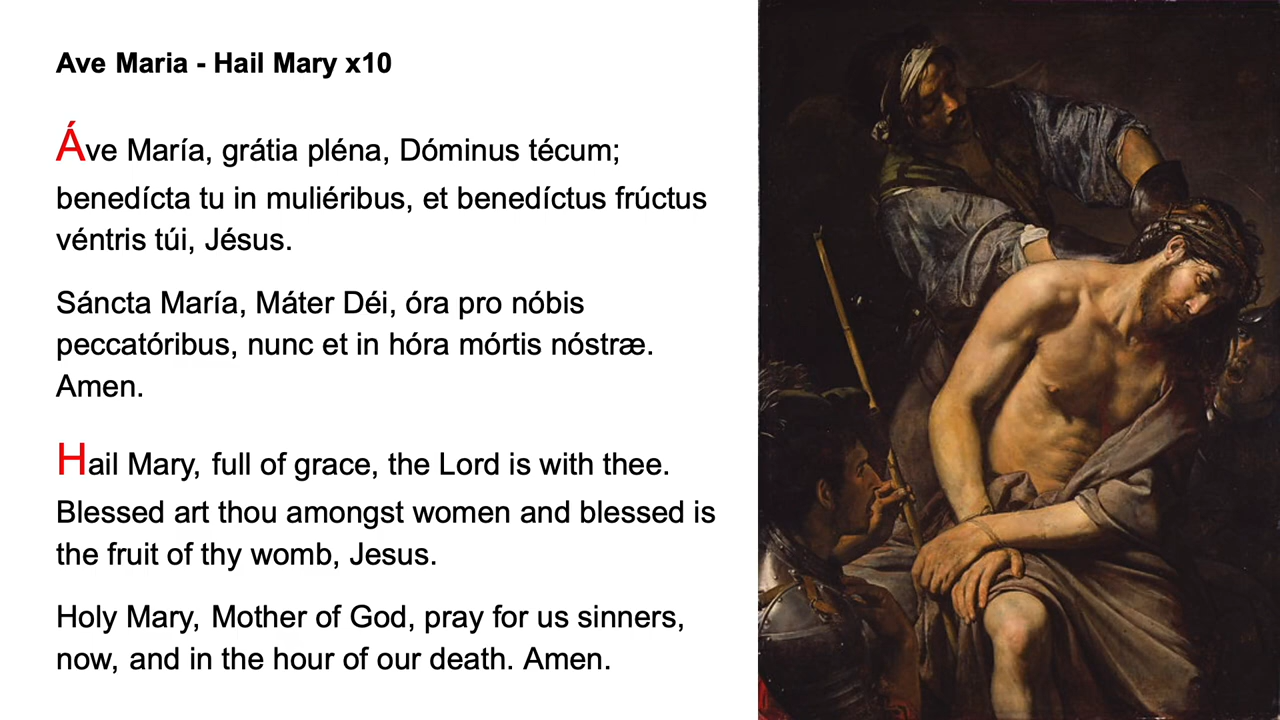 Ave Maria - Hail Mary x10
Áve María, grátia pléna, Dóminus técum;
benedícta tu in muliéribus, et benedíctus frúctus
véntris túi, Jésus.
Sáncta María, Máter Déi, óra pro nóbis
peccatóribus, nunc et in hóra mórtis nóstræ.
Amen.
Hail Mary, full of grace, the Lord is with thee.
Blessed art thou amongst women and blessed is
the fruit of thy womb, Jesus.
Holy Mary, Mother of God, pray for us sinners,
now, and in the hour of our death. Amen.